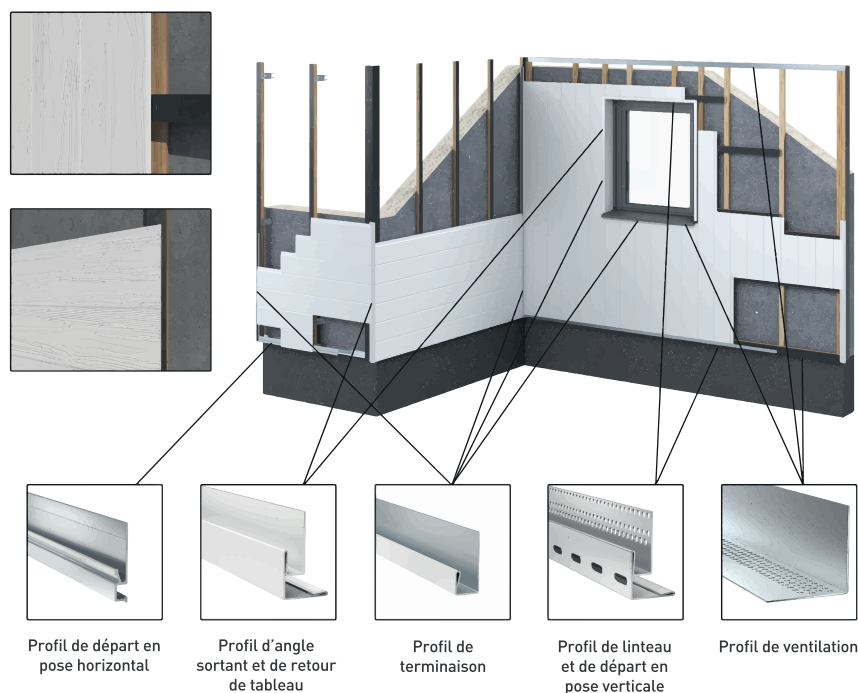 Profil de départ en
pose horizontal
Profil d'angle
sortant et de retour
de tableau
Profil de
terminaison
Profil de linteau
et de départ en
pose verticale
Profil de ventilation